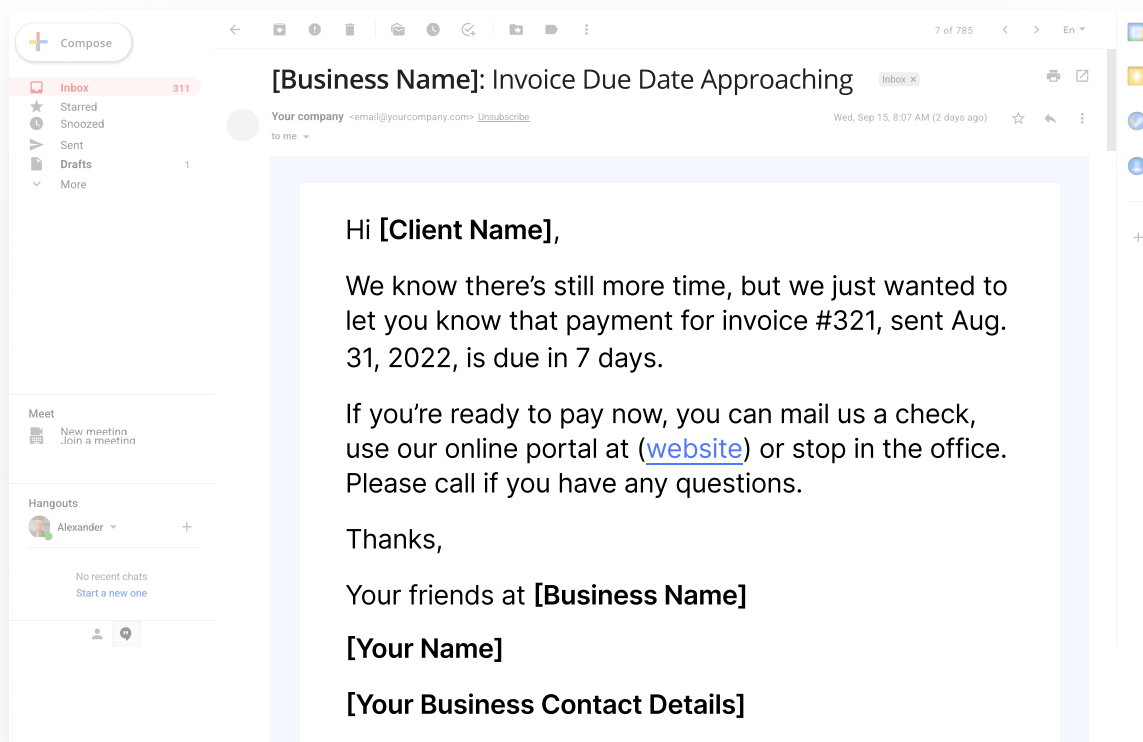 Compose
7 of 785
En
Inbox 311
Starred
Snoozed
Sent
Drafts 1
More
[Business Name]: Invoice Due Date Approaching
Inbox ×
Your company <email@yourcompany.com> Unsubscribe
Wed, Sep 15, 8:07 AM (2 days ago)
to me
Hi [Client Name],
We know there’s still more time, but we just wanted to
let you know that payment for invoice #321, sent Aug.
31, 2022, is due in 7 days.
If you’re ready to pay now, you can mail us a check,
use our online portal at (website) or stop in the office.
Please call if you have any questions.
Thanks,
Your friends at [Business Name]
[Your Name]
[Your Business Contact Details]
Meet
New meeting
Join a meeting
Hangouts
Alexander
No recent chats
Start a new one